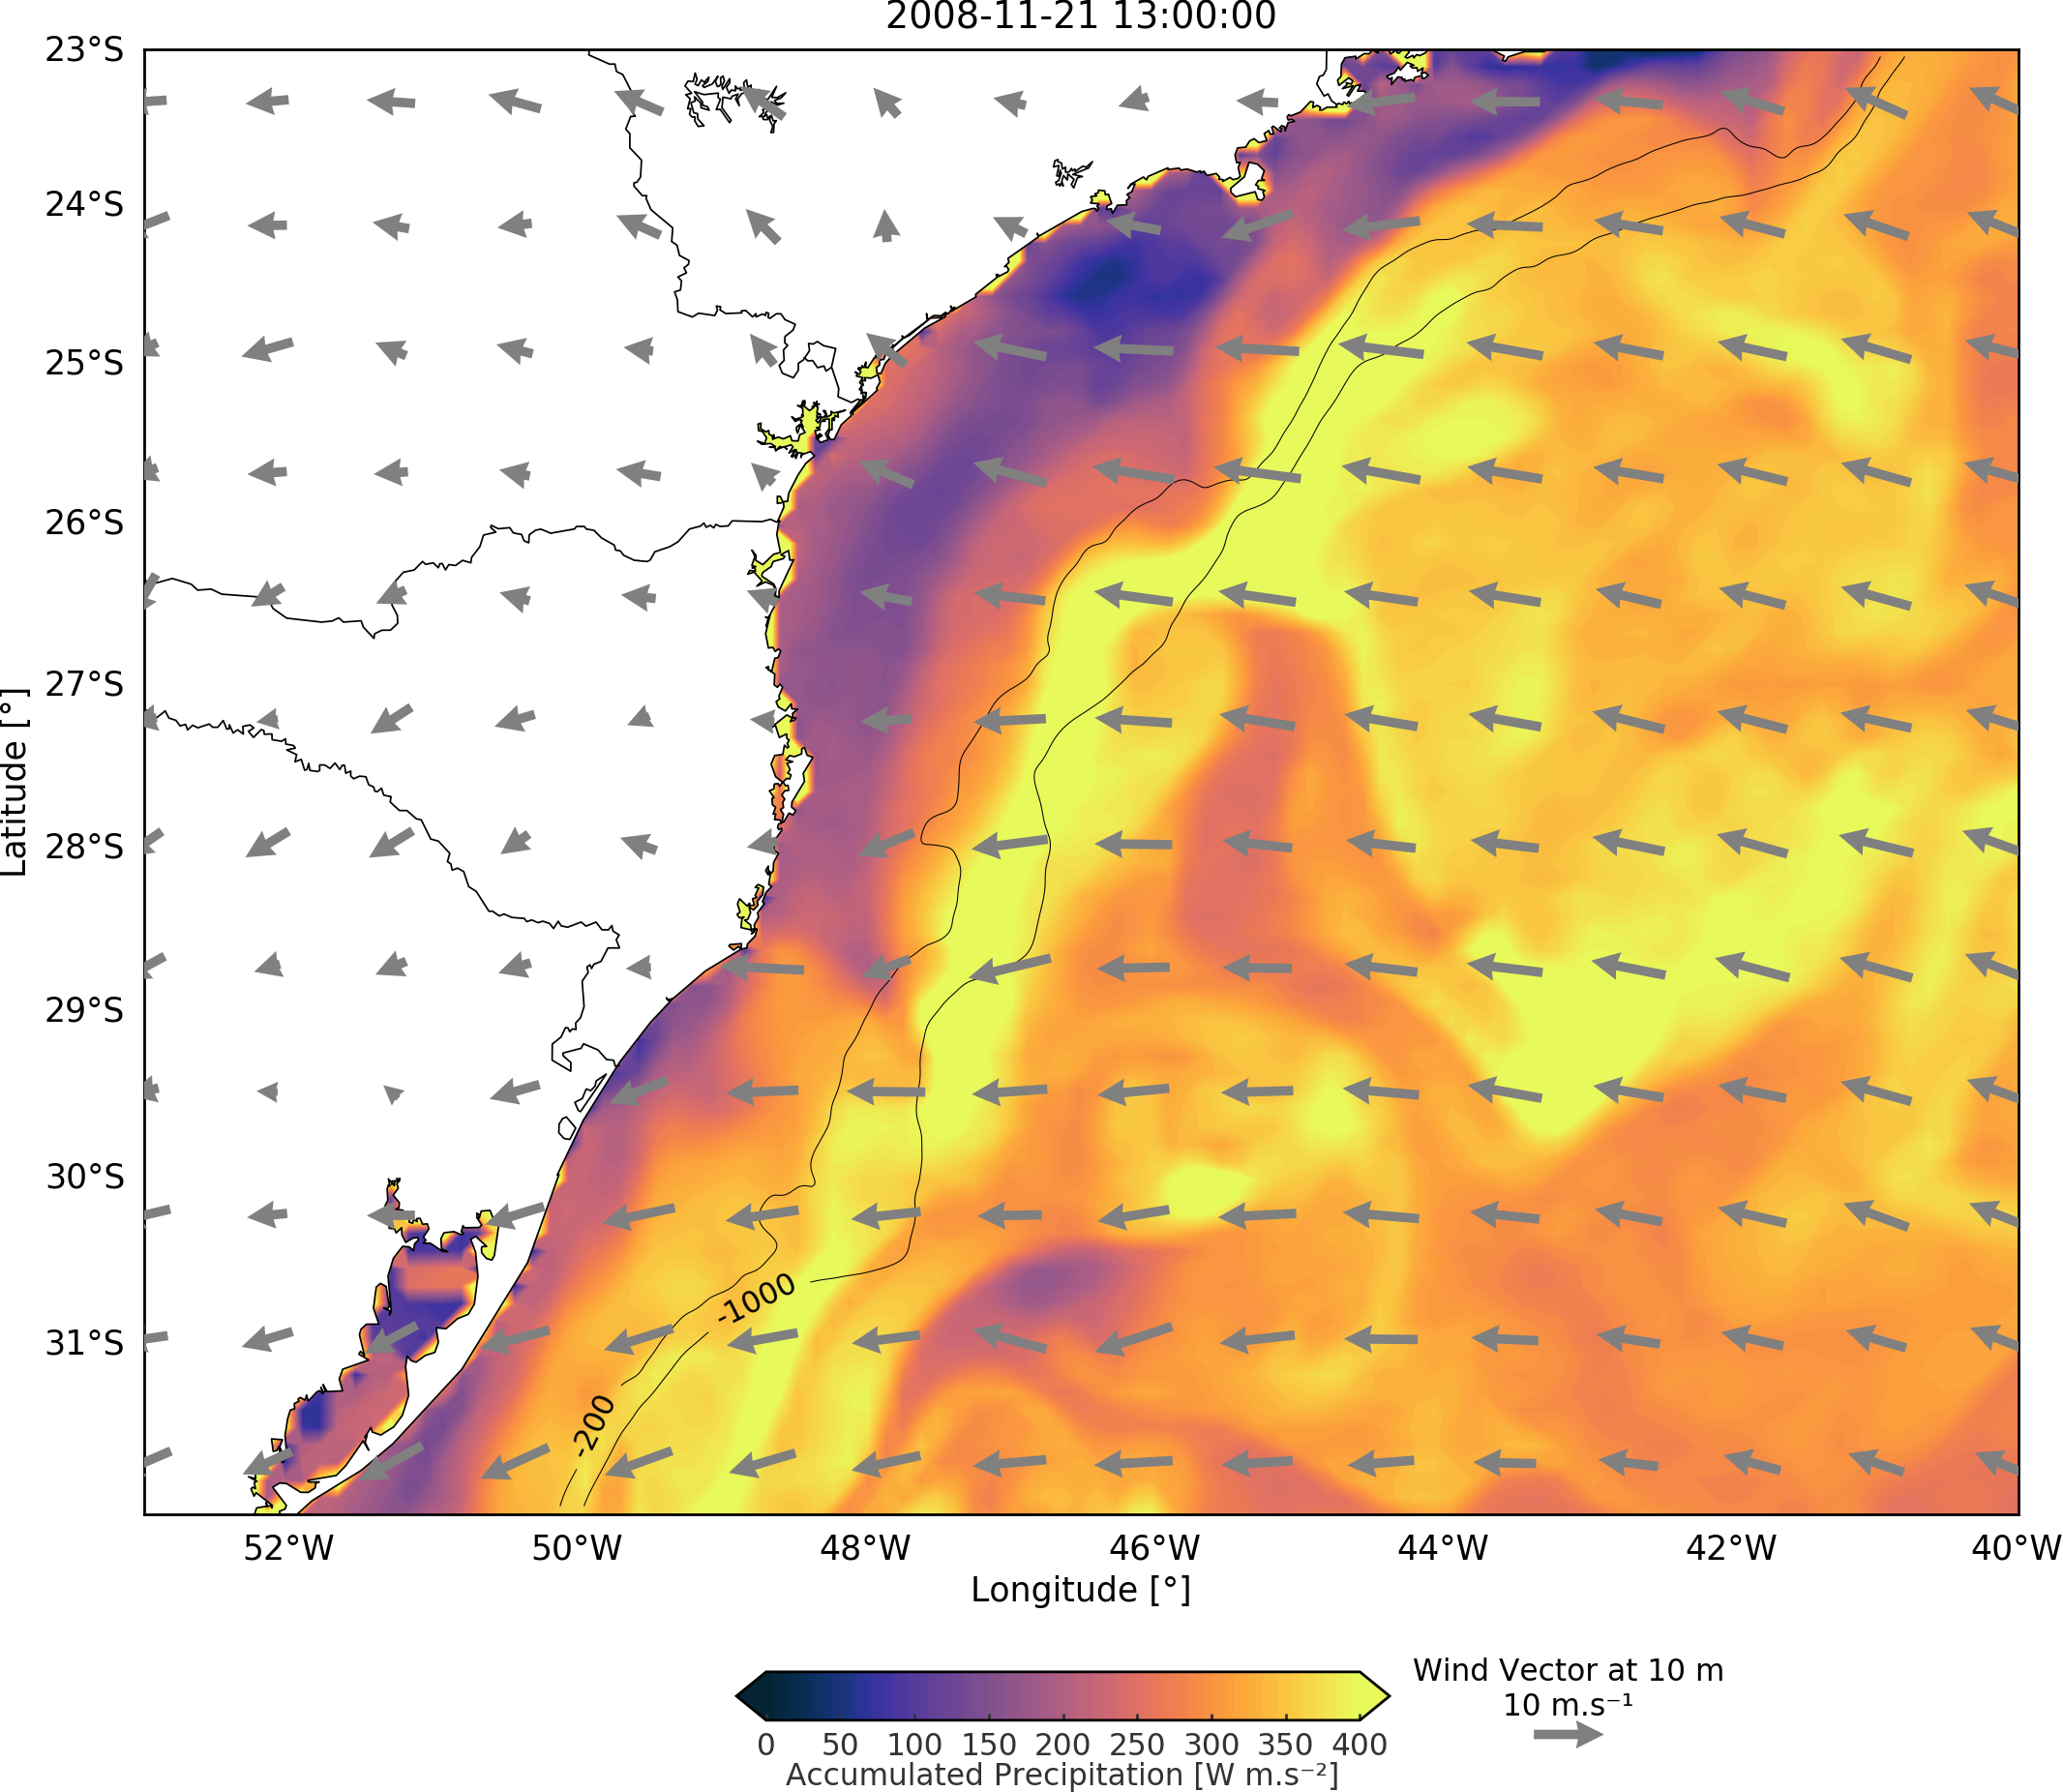 2008-11-21 13:00:00
23°S
24°S
25°S
26°S
27°S
28°S
29°S
30°S
31°S
Latitude [°]
-1000
-200
52°W 50°W 48°W 46°W 44°W 42°W 40°W
Longitude [°]
Wind Vector at 10 m
10 m.s⁻¹
0 50 100 150 200 250 300 350 400
Accumulated Precipitation [W m.s⁻²]